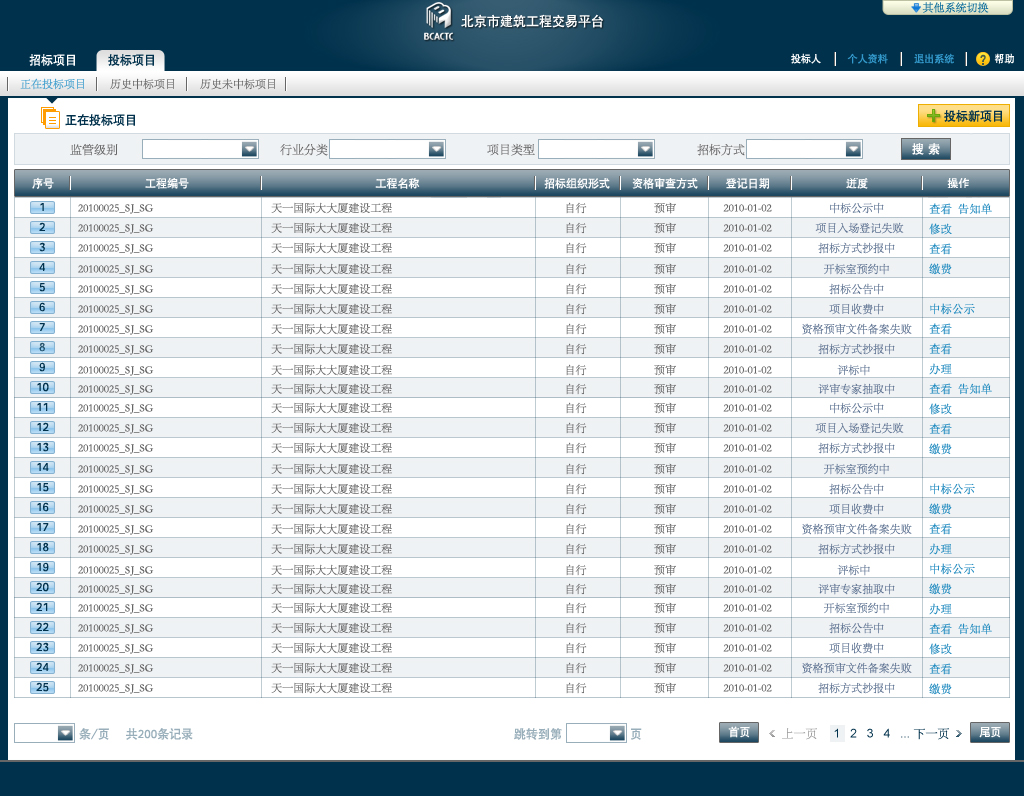 其他系统切换
BCACTC 北京市建筑工程交易平台
招标项目 投标项目 投标人 个人资料 退出系统 ? 帮助
正在投标项目 历史中标项目 历史未中标项目
正在投标项目 投标新项目
监管级别 行业分类 项目类型 招标方式 搜 索
序号 工程编号 工程名称 招标组织形式 资格审查方式 登记日期 进度 操作
1 20100025_SJ_SG 天一国际大大厦建设工程 自行 预审 2010-01-02 中标公示中 查看 告知单
2 20100025_SJ_SG 天一国际大大厦建设工程 自行 预审 2010-01-02 项目入场登记失败 修改
3 20100025_SJ_SG 天一国际大大厦建设工程 自行 预审 2010-01-02 招标方式抄报中 查看
4 20100025_SJ_SG 天一国际大大厦建设工程 自行 预审 2010-01-02 开标室预约中 缴费
5 20100025_SJ_SG 天一国际大大厦建设工程 自行 预审 2010-01-02 招标公告中
6 20100025_SJ_SG 天一国际大大厦建设工程 自行 预审 2010-01-02 项目收费中 中标公示
7 20100025_SJ_SG 天一国际大大厦建设工程 自行 预审 2010-01-02 资格预审文件备案失败 查看
8 20100025_SJ_SG 天一国际大大厦建设工程 自行 预审 2010-01-02 招标方式抄报中 查看
9 20100025_SJ_SG 天一国际大大厦建设工程 自行 预审 2010-01-02 评标中 办理
10 20100025_SJ_SG 天一国际大大厦建设工程 自行 预审 2010-01-02 评审专家抽取中 查看 告知单
11 20100025_SJ_SG 天一国际大大厦建设工程 自行 预审 2010-01-02 中标公示中 修改
12 20100025_SJ_SG 天一国际大大厦建设工程 自行 预审 2010-01-02 项目入场登记失败 查看
13 20100025_SJ_SG 天一国际大大厦建设工程 自行 预审 2010-01-02 招标方式抄报中 缴费
14 20100025_SJ_SG 天一国际大大厦建设工程 自行 预审 2010-01-02 开标室预约中
15 20100025_SJ_SG 天一国际大大厦建设工程 自行 预审 2010-01-02 招标公告中 中标公示
16 20100025_SJ_SG 天一国际大大厦建设工程 自行 预审 2010-01-02 项目收费中 缴费
17 20100025_SJ_SG 天一国际大大厦建设工程 自行 预审 2010-01-02 资格预审文件备案失败 查看
18 20100025_SJ_SG 天一国际大大厦建设工程 自行 预审 2010-01-02 招标方式抄报中 办理
19 20100025_SJ_SG 天一国际大大厦建设工程 自行 预审 2010-01-02 评标中 中标公示
20 20100025_SJ_SG 天一国际大大厦建设工程 自行 预审 2010-01-02 评审专家抽取中 缴费
21 20100025_SJ_SG 天一国际大大厦建设工程 自行 预审 2010-01-02 开标室预约中 办理
22 20100025_SJ_SG 天一国际大大厦建设工程 自行 预审 2010-01-02 招标公告中 查看 告知单
23 20100025_SJ_SG 天一国际大大厦建设工程 自行 预审 2010-01-02 项目收费中 修改
24 20100025_SJ_SG 天一国际大大厦建设工程 自行 预审 2010-01-02 资格预审文件备案失败 查看
25 20100025_SJ_SG 天一国际大大厦建设工程 自行 预审 2010-01-02 招标方式抄报中 缴费
条/页 共200条记录 跳转到第 页 首页 上一页 1 2 3 4 ... 下一页 尾页